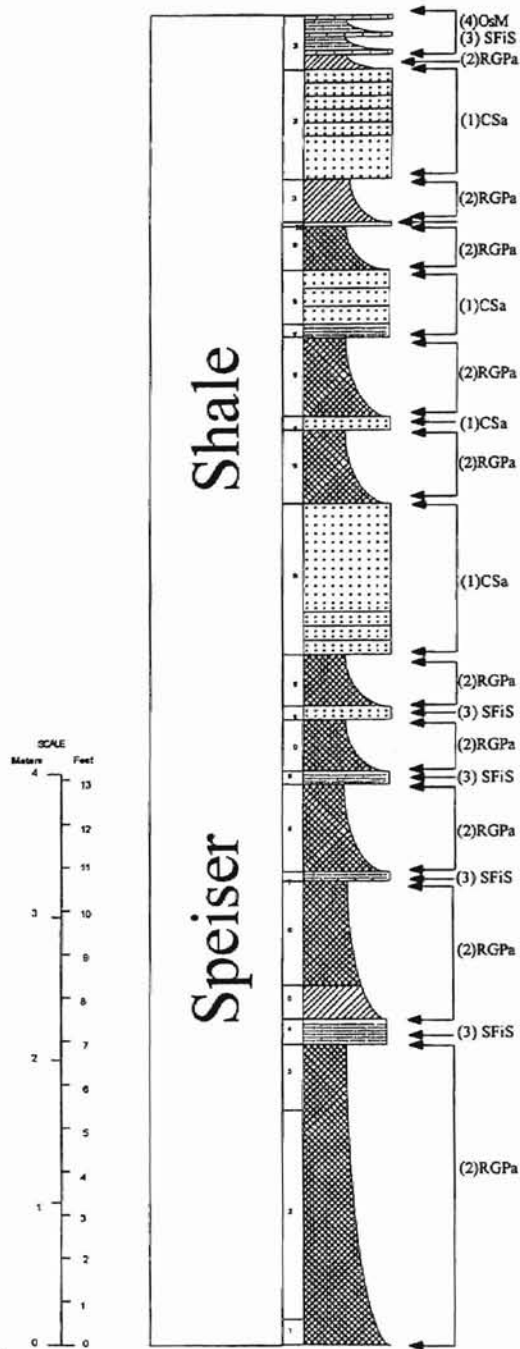 (4)OsM
(3) SFiS
(2)RGPa
(1)CSa
(2)RGPa
(2)RGPa
(1)CSa
(2)RGPa
(1)CSa
(2)RGPa
(1)CSa
(2)RGPa
(3) SFiS
(2)RGPa
(3) SFiS
(2)RGPa
(3) SFiS
(2)RGPa
(3) SFiS
(2)RGPa
Speiser Shale
SCALE
Meters Feet
4
13
12
11
3
10
9
8
7
2
6
5
4
1
3
2
1
0 0